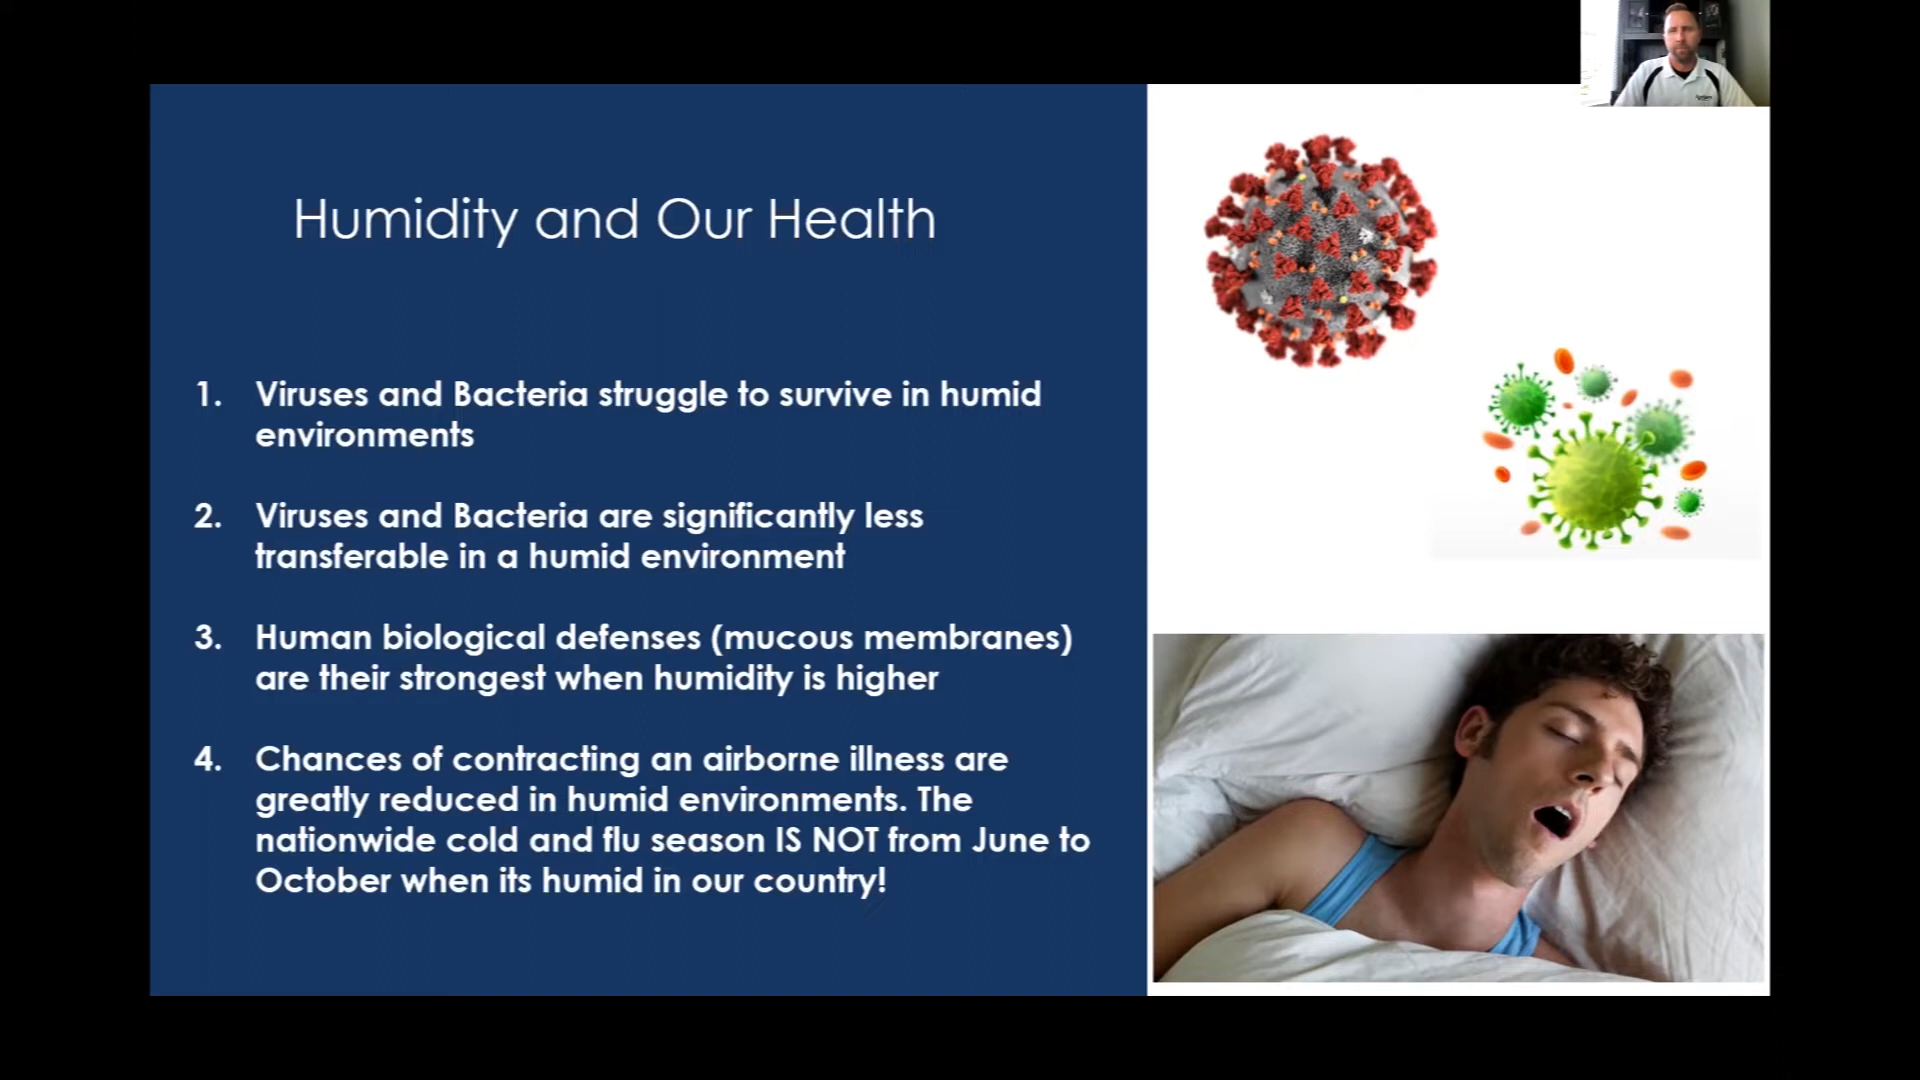 Humidity and Our Health
1. Viruses and Bacteria struggle to survive in humid
environments
2. Viruses and Bacteria are significantly less
transferable in a humid environment
3. Human biological defenses (mucous membranes)
are their strongest when humidity is higher
4. Chances of contracting an airborne illness are
greatly reduced in humid environments. The
nationwide cold and flu season IS NOT from June to
October when its humid in our country!